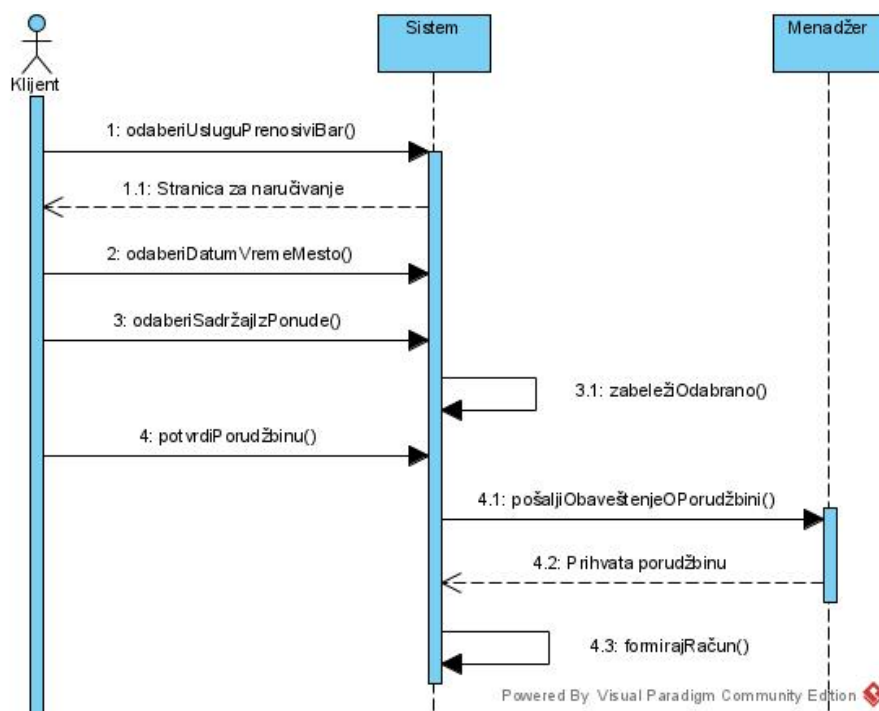 Sistem
Menadžer
Klijent
1: odaberiUsluguPrenosiviBar()
1.1: Stranica za naručivanje
2: odaberiDatumVremeMesto()
3: odaberiSadržajIzPonude()
3.1: zabeležiOdabrano()
4: potvrdiPorudžbinu()
4.1: pošaljiObaveštenjeOPorudžbini()
4.2: Prihvata porudžbinu
4.3: formirajRačun()
Powered By Visual Paradigm Community Edition